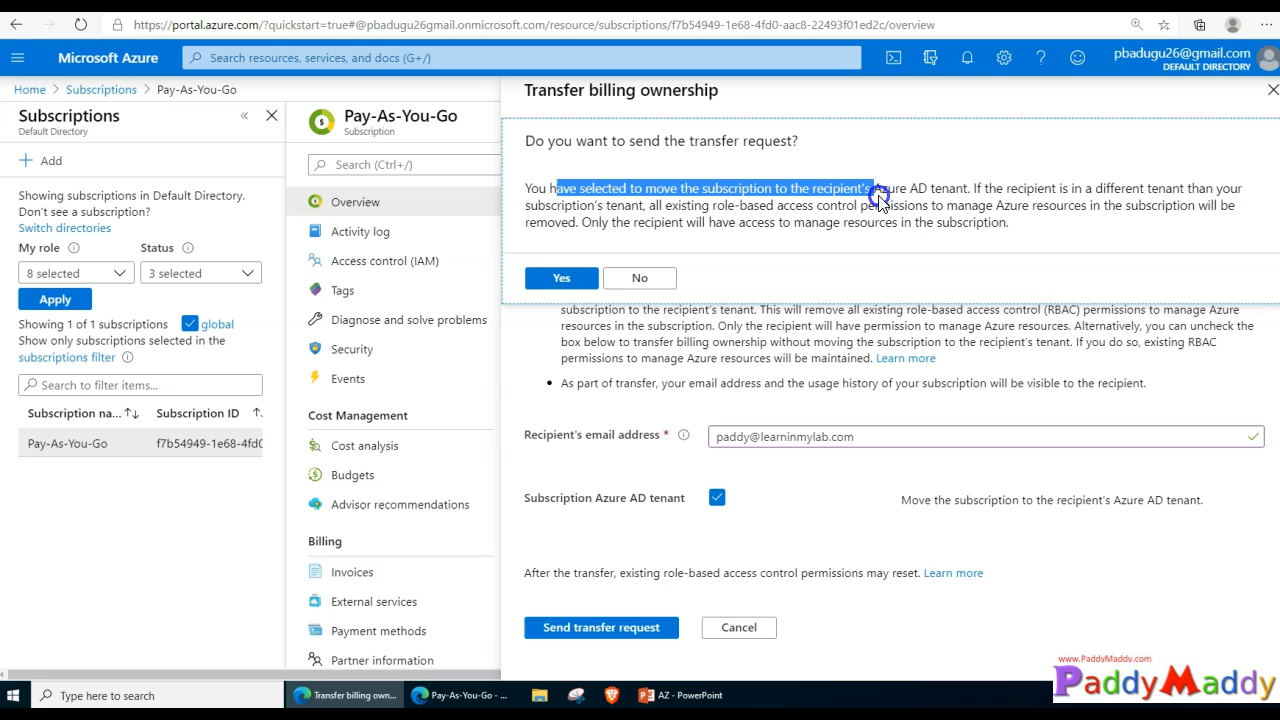 https://portal.azure.com/?quickstart=true#@pbadugu26gmail.onmicrosoft.com/resource/subscriptions/f7b54949-1e68-4fd0-aac8-22493f01ed2c/overview
Microsoft Azure
Search resources, services, and docs (G+/)
pbadugu26@gmail.com
DEFAULT DIRECTORY
Home > Subscriptions > Pay-As-You-Go
Subscriptions
Default Directory
+ Add
Showing subscriptions in Default Directory.
Don't see a subscription?
Switch directories
My role
Status
8 selected
3 selected
Apply
Showing 1 of 1 subscriptions
global
Show only subscriptions selected in the
subscriptions filter
Search to filter items...
Subscription na...
Subscription ID
Pay-As-You-Go
f7b54949-1e68-4fd0
Pay-As-You-Go
Subscription
Search (Ctrl+/)
Overview
Activity log
Access control (IAM)
Tags
Diagnose and solve problems
Security
Events
Cost Management
Cost analysis
Budgets
Advisor recommendations
Billing
Invoices
External services
Payment methods
Partner information
Transfer billing ownership
Do you want to send the transfer request?
You have selected to move the subscription to the recipient's Azure AD tenant. If the recipient is in a different tenant than your
subscription's tenant, all existing role-based access control permissions to manage Azure resources in the subscription will be
removed. Only the recipient will have access to manage resources in the subscription.
Yes
No
subscription to the recipient's tenant. This will remove all existing role-based access control (RBAC) permissions to manage Azure
resources in the subscription. Only the recipient will have permission to manage Azure resources. Alternatively, you can uncheck the
box below to transfer billing ownership without moving the subscription to the recipient's tenant. If you do so, existing RBAC
permissions to manage Azure resources will be maintained. Learn more
• As part of transfer, your email address and the usage history of your subscription will be visible to the recipient.
Recipient's email address *
paddy@learninmylab.com
Subscription Azure AD tenant
Move the subscription to the recipient's Azure AD tenant.
After the transfer, existing role-based access control permissions may reset. Learn more
Send transfer request
Cancel
www.PaddyMaddy.com
PaddyMaddy
Type here to search
Transfer billing own...
Pay-As-You-Go - ...
AZ - PowerPoint